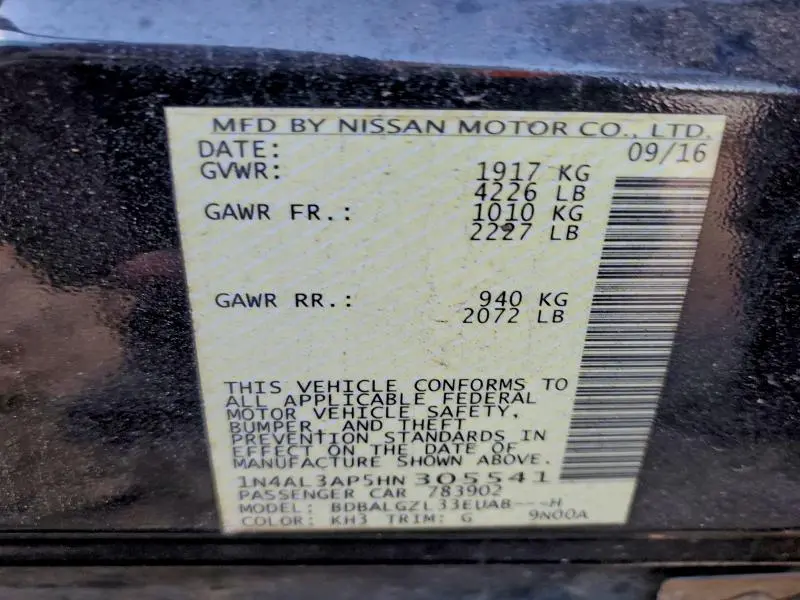 MFD BY NISSAN MOTOR CO., LTD.
DATE: 09/16
GVWR: 1917 KG
4226 LB
GAWR FR.: 1010 KG
2227 LB
GAWR RR.: 940 KG
2072 LB
THIS VEHICLE CONFORMS TO
ALL APPLICABLE FEDERAL
MOTOR VEHICLE SAFETY,
BUMPER, AND THEFT
PREVENTION STANDARDS IN
EFFECT ON THE DATE OF
MANUFACTURE SHOWN ABOVE.
1N4AL3AP5HN 305541
PASSENGER CAR 783902
MODEL: BDBALGZL33EUAB---H
COLOR: KH3 TRIM: G 9N00A